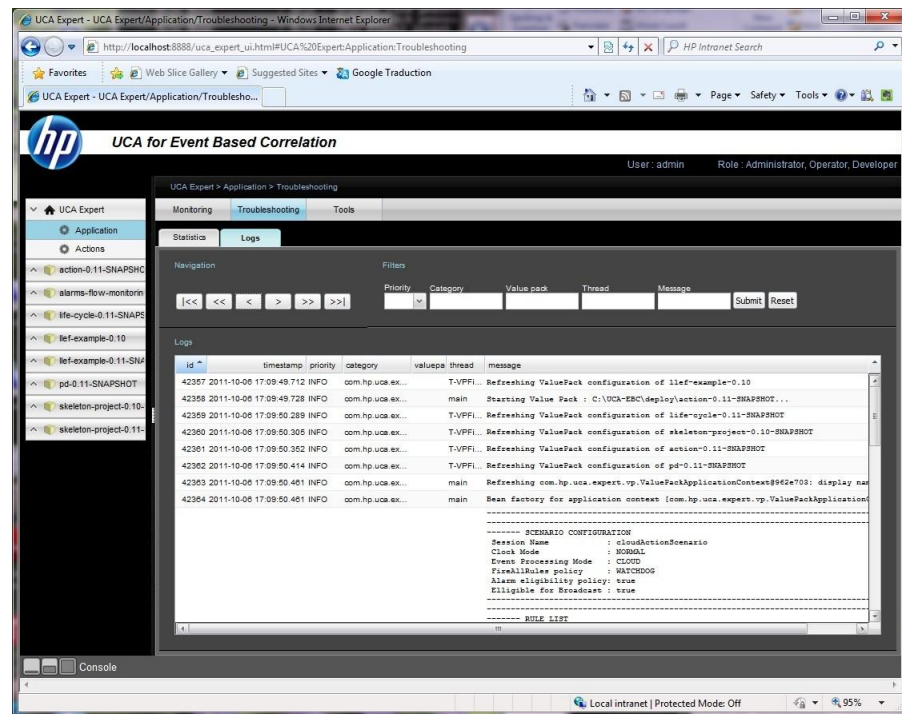 UCA Expert - UCA Expert/Application/Troubleshooting - Windows Internet Explorer
http://localhost:8888/uca_expert_ui.html#UCA%20Expert:Application:Troubleshooting
HP Intranet Search
Favorites Web Slice Gallery Suggested Sites Google Traduction
UCA Expert - UCA Expert/Application/Troublesho...
Page Safety Tools
hp
UCA for Event Based Correlation
User : admin Role : Administrator, Operator, Developer
UCA Expert > Application > Troubleshooting
UCA Expert
Application
Actions
action-0.11-SNAPSHC
alarms-flow-monitorin
life-cycle-0.11-SNAPS
llef-example-0.10
llef-example-0.11-SNA
pd-0.11-SNAPSHOT
skeleton-project-0.10-
skeleton-project-0.11-
Monitoring Troubleshooting Tools
Statistics Logs
Navigation Filters
Priority Category Value pack Thread Message
|<< << < > >> >>| Submit Reset
Logs
id timestamp priority category valuepa thread message
42357 2011-10-06 17:09:49.712 INFO com.hp.uca.ex... T-VPFi... Refreshing ValuePack configuration of llef-example-0.10
42358 2011-10-06 17:09:49.728 INFO com.hp.uca.ex... main Starting Value Pack : C:\UCA-EBC\deploy\action-0.11-SNAPSHOT...
42359 2011-10-06 17:09:50.289 INFO com.hp.uca.ex... T-VPFi... Refreshing ValuePack configuration of life-cycle-0.11-SNAPSHOT
42360 2011-10-06 17:09:50.305 INFO com.hp.uca.ex... T-VPFi... Refreshing ValuePack configuration of skeleton-project-0.10-SNAPSHOT
42361 2011-10-06 17:09:50.352 INFO com.hp.uca.ex... T-VPFi... Refreshing ValuePack configuration of action-0.11-SNAPSHOT
42362 2011-10-06 17:09:50.414 INFO com.hp.uca.ex... T-VPFi... Refreshing ValuePack configuration of pd-0.11-SNAPSHOT
42363 2011-10-06 17:09:50.461 INFO com.hp.uca.ex... main Refreshing com.hp.uca.expert.vp.ValuePackApplicationContext@962e703: display nam
42364 2011-10-06 17:09:50.461 INFO com.hp.uca.ex... main Bean factory for application context [com.hp.uca.expert.vp.ValuePackApplication
------- SCENARIO CONFIGURATION
Session Name : cloudActionScenario
Clock Mode : NORMAL
Event Processing Mode : CLOUD
FireAllRules policy : WATCHDOG
Alarm eligibility policy: true
Elligible for Broadcast : true
------- RULE LIST
Console
Local intranet | Protected Mode: Off 95%